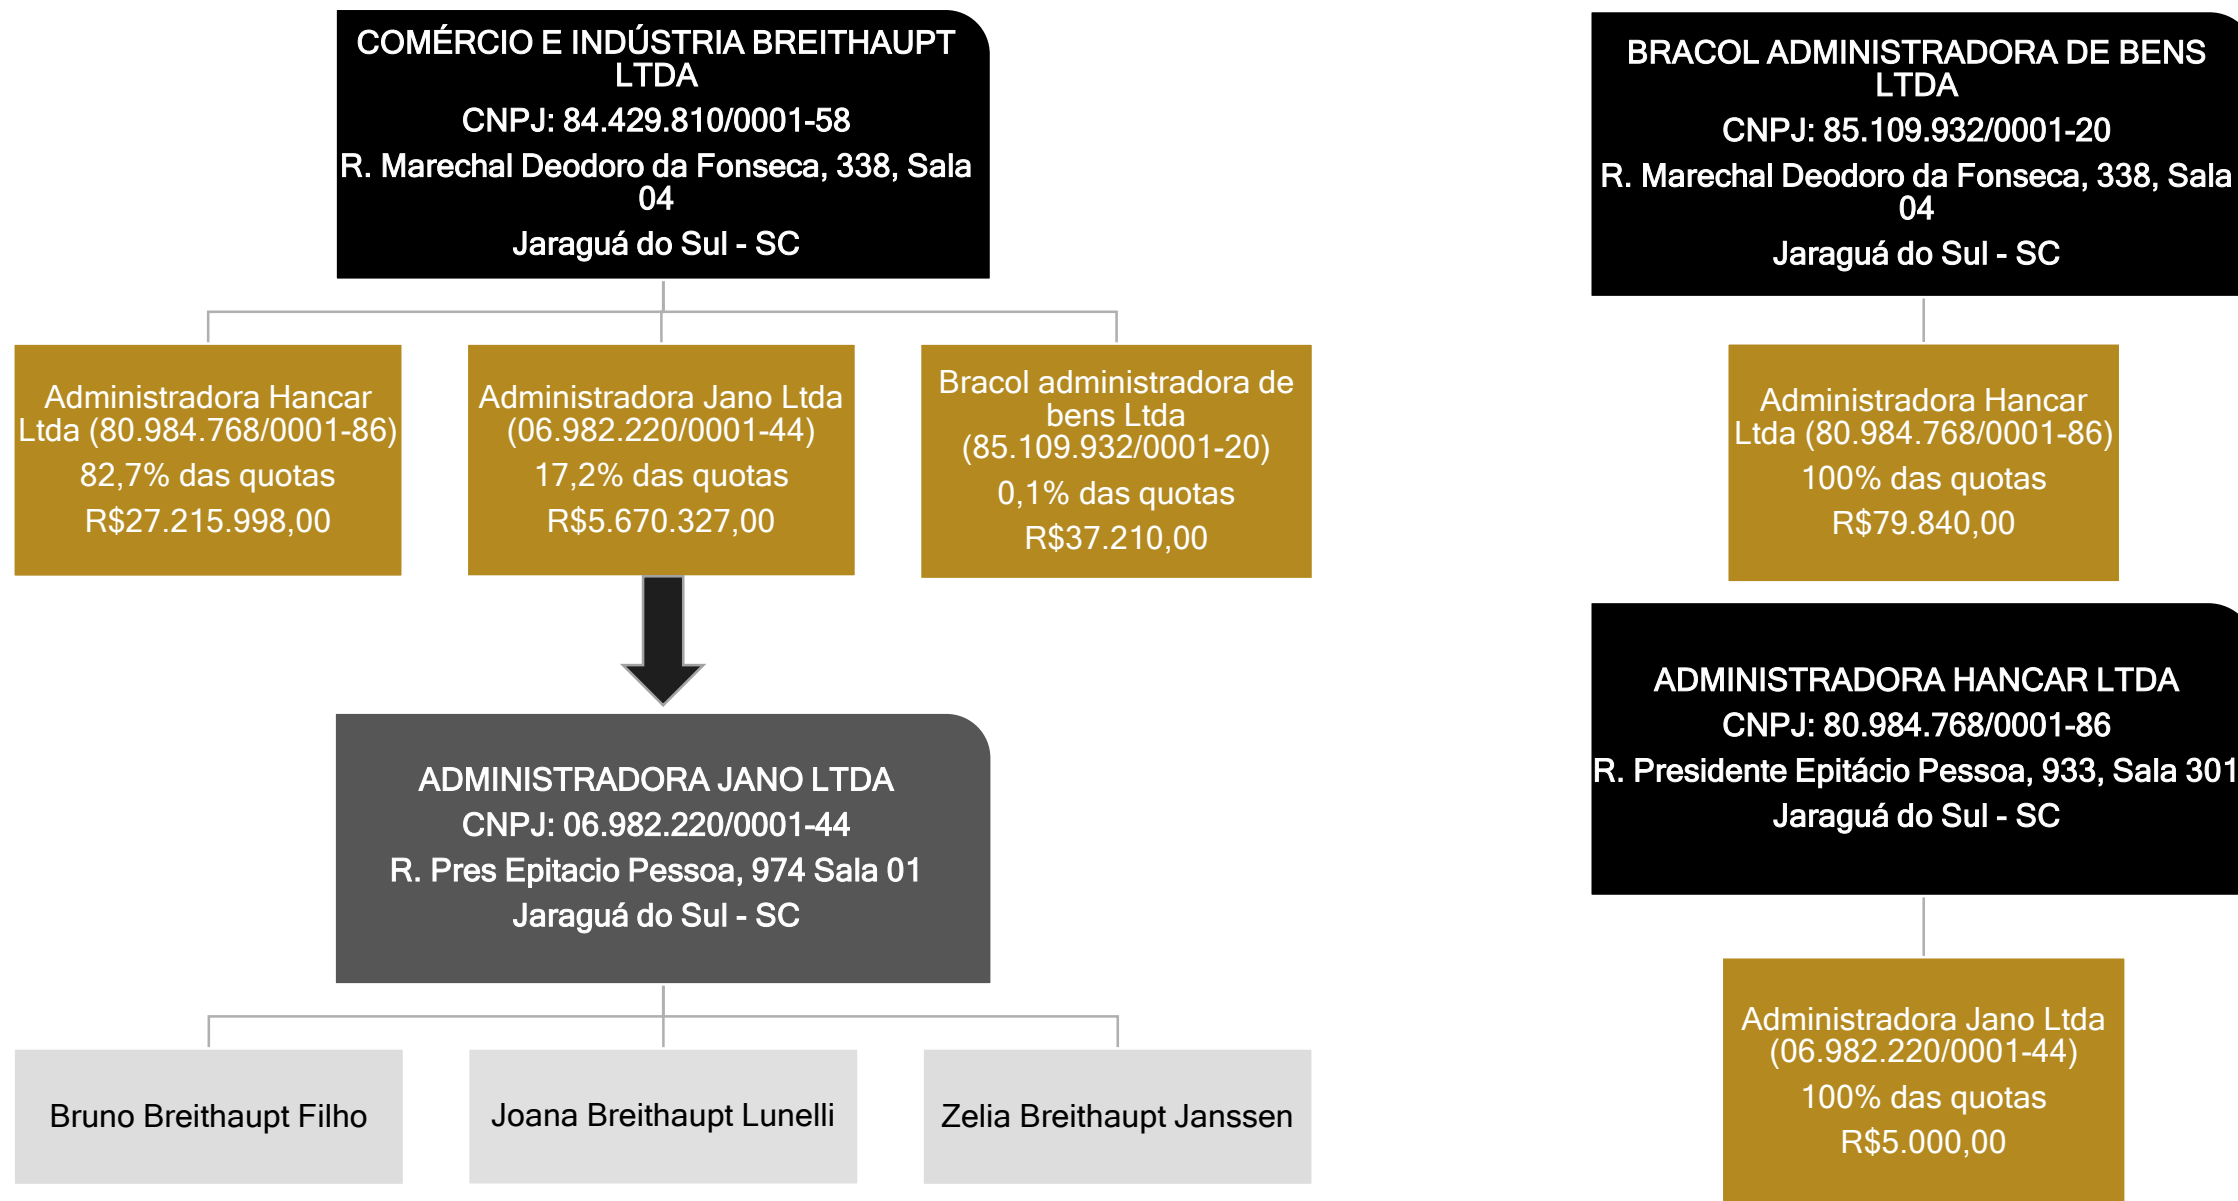 COMÉRCIO E INDÚSTRIA BREITHAUPT
LTDA
CNPJ: 84.429.810/0001-58
R. Marechal Deodoro da Fonseca, 338, Sala
04
Jaraguá do Sul - SC
Administradora Hancar
Ltda (80.984.768/0001-86)
82,7% das quotas
R$27.215.998,00
Administradora Jano Ltda
(06.982.220/0001-44)
17,2% das quotas
R$5.670.327,00
Bracol administradora de
bens Ltda
(85.109.932/0001-20)
0,1% das quotas
R$37.210,00
ADMINISTRADORA JANO LTDA
CNPJ: 06.982.220/0001-44
R. Pres Epitacio Pessoa, 974 Sala 01
Jaraguá do Sul - SC
Bruno Breithaupt Filho
Joana Breithaupt Lunelli
Zelia Breithaupt Janssen
BRACOL ADMINISTRADORA DE BENS
LTDA
CNPJ: 85.109.932/0001-20
R. Marechal Deodoro da Fonseca, 338, Sala
04
Jaraguá do Sul - SC
Administradora Hancar
Ltda (80.984.768/0001-86)
100% das quotas
R$79.840,00
ADMINISTRADORA HANCAR LTDA
CNPJ: 80.984.768/0001-86
R. Presidente Epitácio Pessoa, 933, Sala 301
Jaraguá do Sul - SC
Administradora Jano Ltda
(06.982.220/0001-44)
100% das quotas
R$5.000,00